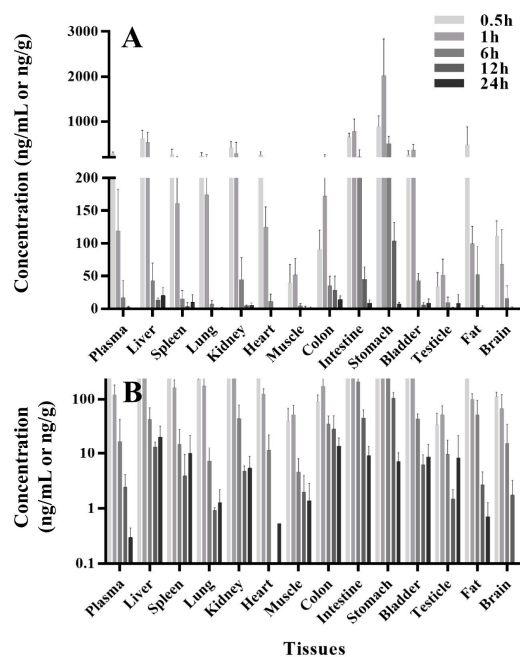 A
0.5h
1h
6h
12h
24h
Concentration (ng/mL or ng/g)
3000
2000
1000
200
150
100
50
0
Plasma
Liver
Spleen
Lung
Kidney
Heart
Muscle
Colon
Intestine
Stomach
Bladder
Testicle
Fat
Brain
B
Concentration
(ng/mL or ng/g)
100
10
1
0.1
Plasma
Liver
Spleen
Lung
Kidney
Heart
Muscle
Colon
Intestine
Stomach
Bladder
Testicle
Fat
Brain
Tissues